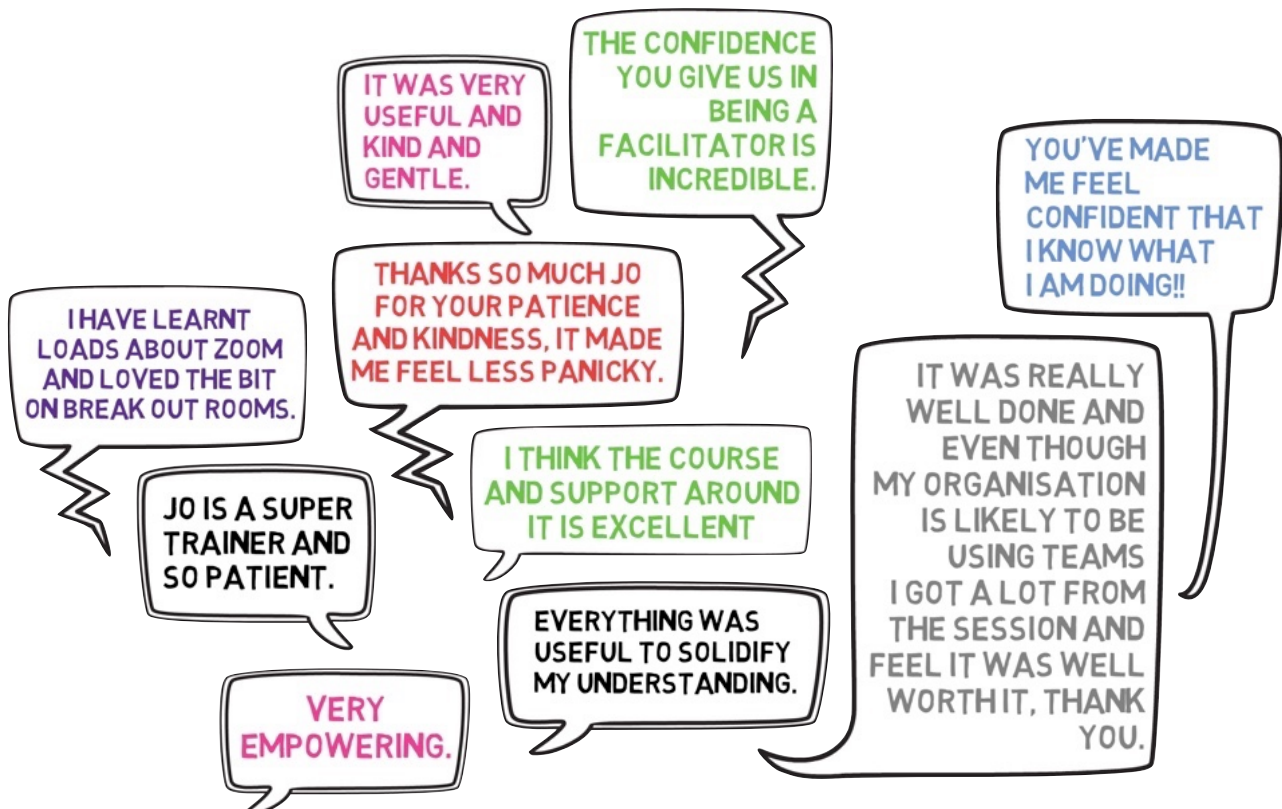 IT WAS VERY
USEFUL AND
KIND AND
GENTLE.
THE CONFIDENCE
YOU GIVE US IN
BEING A
FACILITATOR IS
INCREDIBLE.
YOU'VE MADE
ME FEEL
CONFIDENT THAT
I KNOW WHAT
I AM DOING!!
I HAVE LEARNT
LOADS ABOUT ZOOM
AND LOVED THE BIT
ON BREAK OUT ROOMS.
THANKS SO MUCH JO
FOR YOUR PATIENCE
AND KINDNESS, IT MADE
ME FEEL LESS PANICKY.
IT WAS REALLY
WELL DONE AND
EVEN THOUGH
MY ORGANISATION
IS LIKELY TO BE
USING TEAMS
I GOT A LOT FROM
THE SESSION AND
FEEL IT WAS WELL
WORTH IT, THANK
YOU.
JO IS A SUPER
TRAINER AND
SO PATIENT.
I THINK THE COURSE
AND SUPPORT AROUND
IT IS EXCELLENT
EVERYTHING WAS
USEFUL TO SOLIDIFY
MY UNDERSTANDING.
VERY
EMPOWERING.